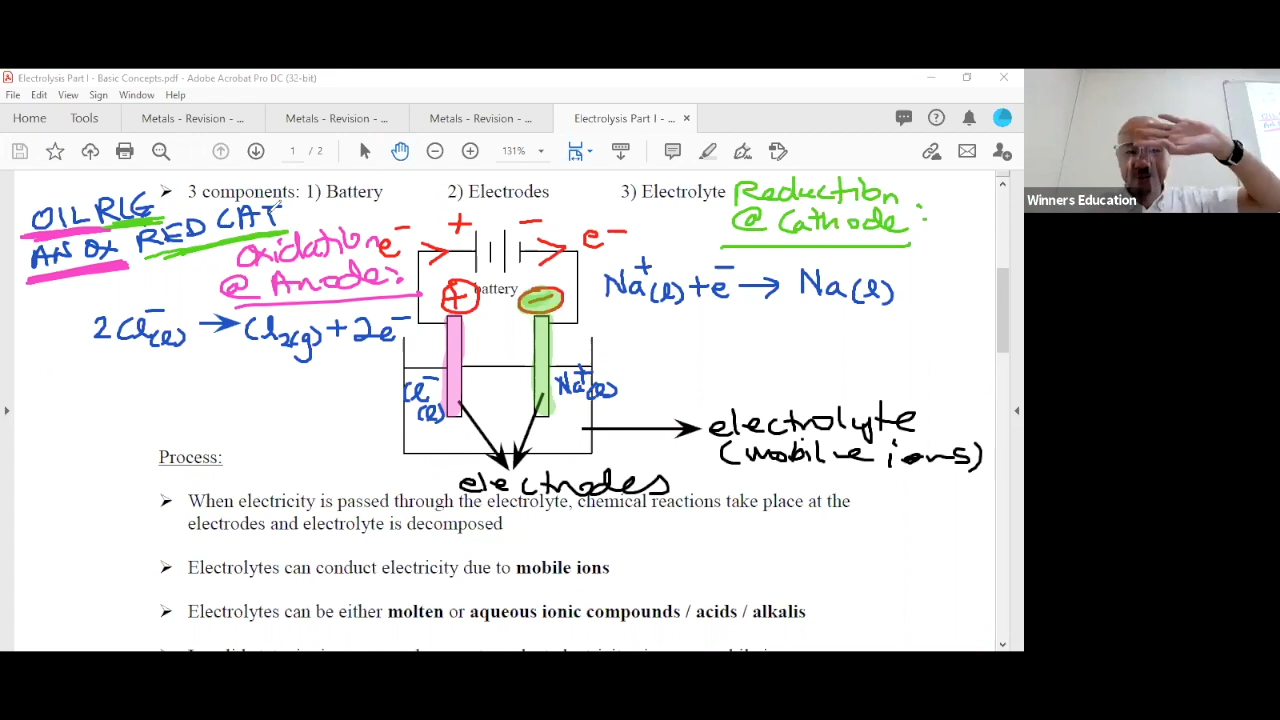 Electrolysis Part I - Basic Concepts.pdf - Adobe Acrobat Pro DC (32-bit)
File Edit View Sign Window Help
Home Tools Metals - Revision - ... Metals - Revision - ... Metals - Revision - ... Electrolysis Part I - ... ×
1 / 2 131%
3 components: 1) Battery 2) Electrodes 3) Electrolyte
OIL RIG
AN OX RED CAT
Oxidation
@ Anode:
Reduction
@ Cathode:
+ −
e⁻ e⁻
battery
+ −
Na⁺(l) + e⁻ → Na(l)
2Cl⁻(l) → Cl₂(g) + 2e⁻
Cl⁻(l) Na⁺(l)
electrolyte
(mobile ions)
electrodes
Process:
When electricity is passed through the electrolyte, chemical reactions take place at the
electrodes and electrolyte is decomposed
Electrolytes can conduct electricity due to mobile ions
Electrolytes can be either molten or aqueous ionic compounds / acids / alkalis
Winners Education